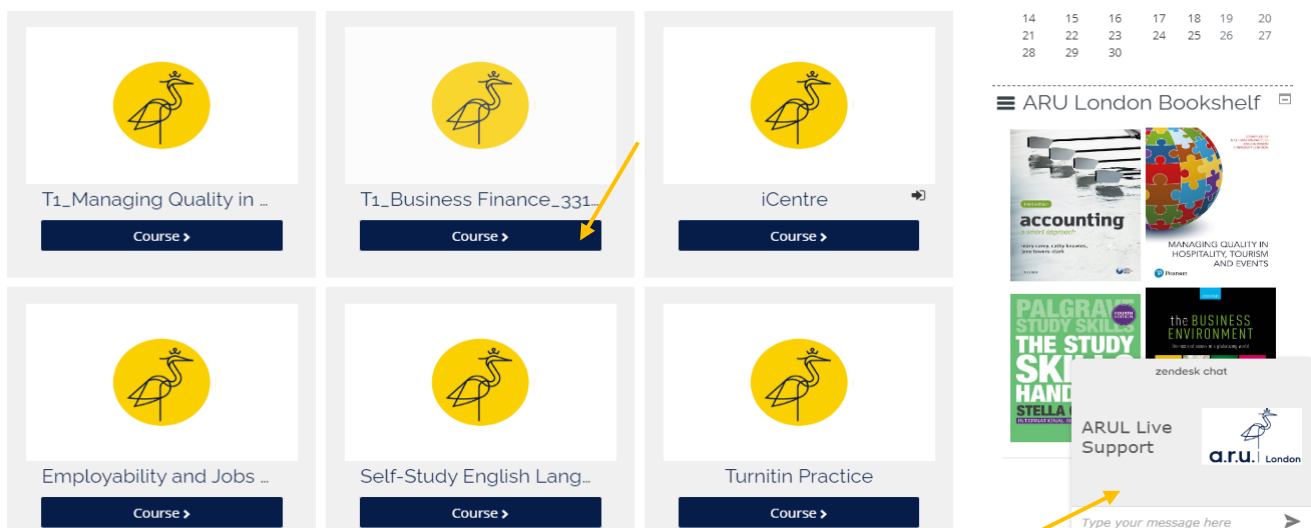 T1_Managing Quality in ...
Course >
T1_Business Finance_331...
Course >
iCentre
Course >
Employability and Jobs ...
Course >
Self-Study English Lang...
Course >
Turnitin Practice
Course >
14 15 16 17 18 19 20
21 22 23 24 25 26 27
28 29 30
ARU London Bookshelf
accounting
a smart approach
MANAGING QUALITY IN
HOSPITALITY, TOURISM
AND EVENTS
Pearson
PALGRAVE
STUDY SKILLS
THE STUDY
HAND
STELLA
the BUSINESS
ENVIRONMENT
zendesk chat
ARUL Live
Support
a.r.u. London
Type your message here